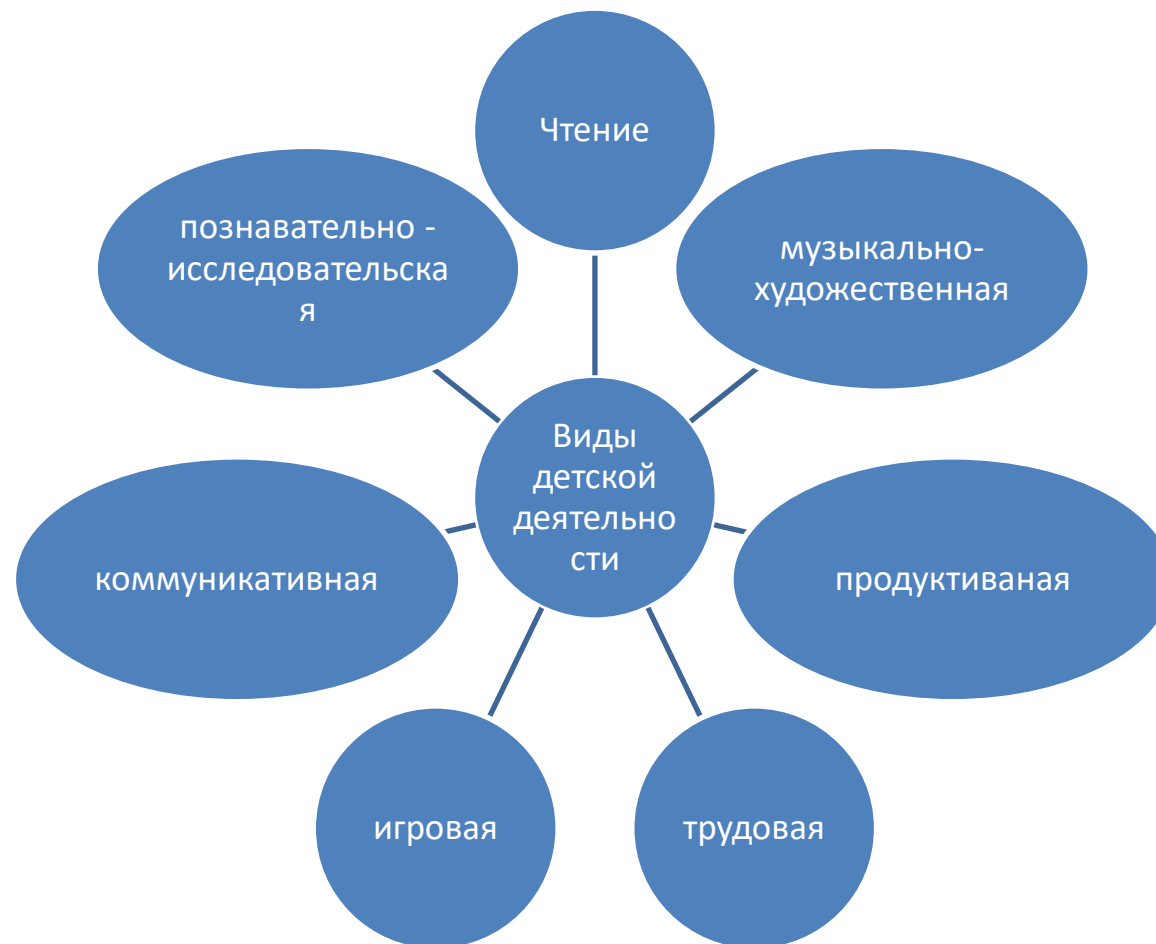 Чтение
музыкально-
художественная
продуктиваная
трудовая
игровая
коммуникативная
познавательно -
исследовательска
я
Виды
детской
деятельно
сти